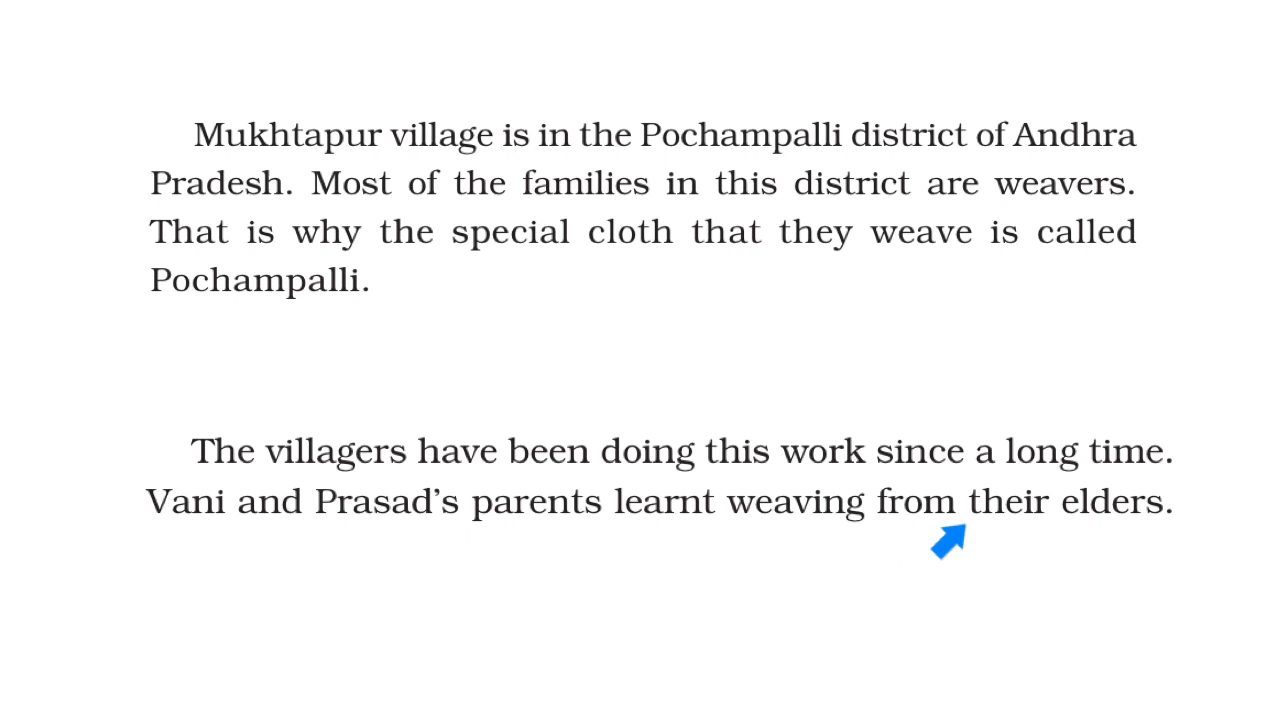 Mukhtapur village is in the Pochampalli district of Andhra
Pradesh. Most of the families in this district are weavers.
That is why the special cloth that they weave is called
Pochampalli.
The villagers have been doing this work since a long time.
Vani and Prasad’s parents learnt weaving from their elders.